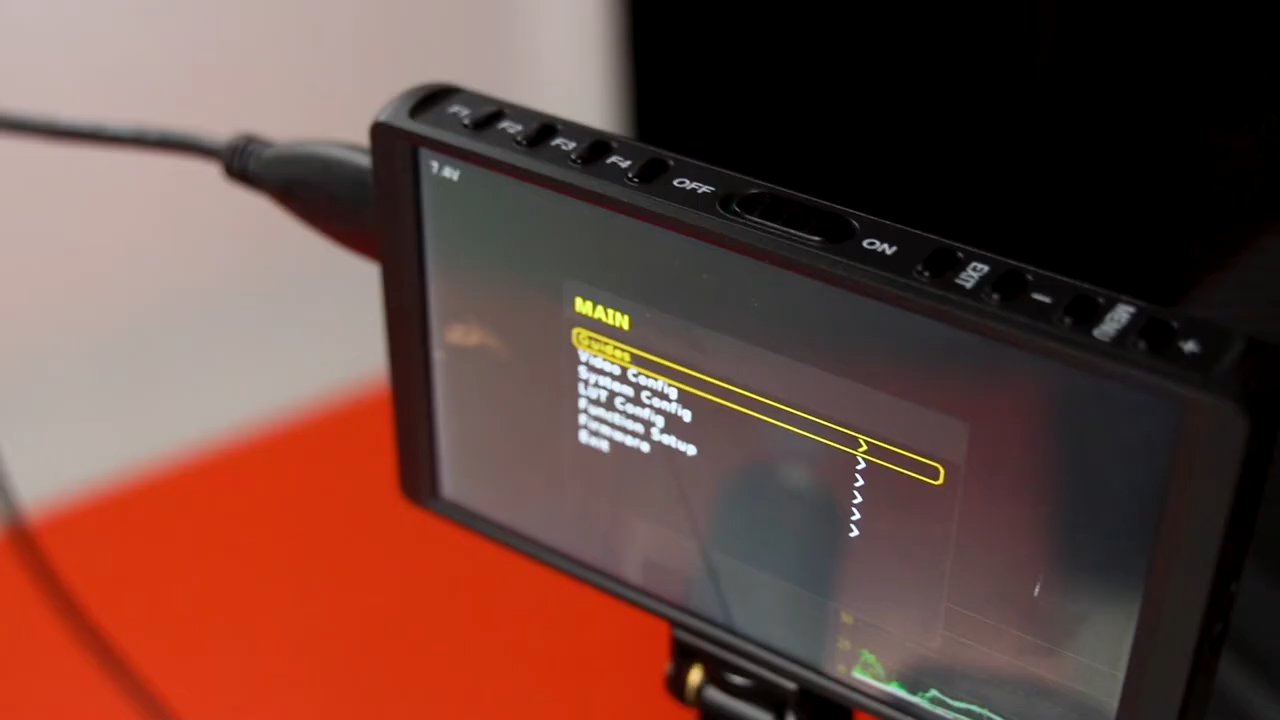 F1 F2 F3 F4 OFF ON EXIT - MENU +
MAIN
Guides >
Video Config >
System Config >
LUT Config >
Function Setup >
Firmware >
Exit